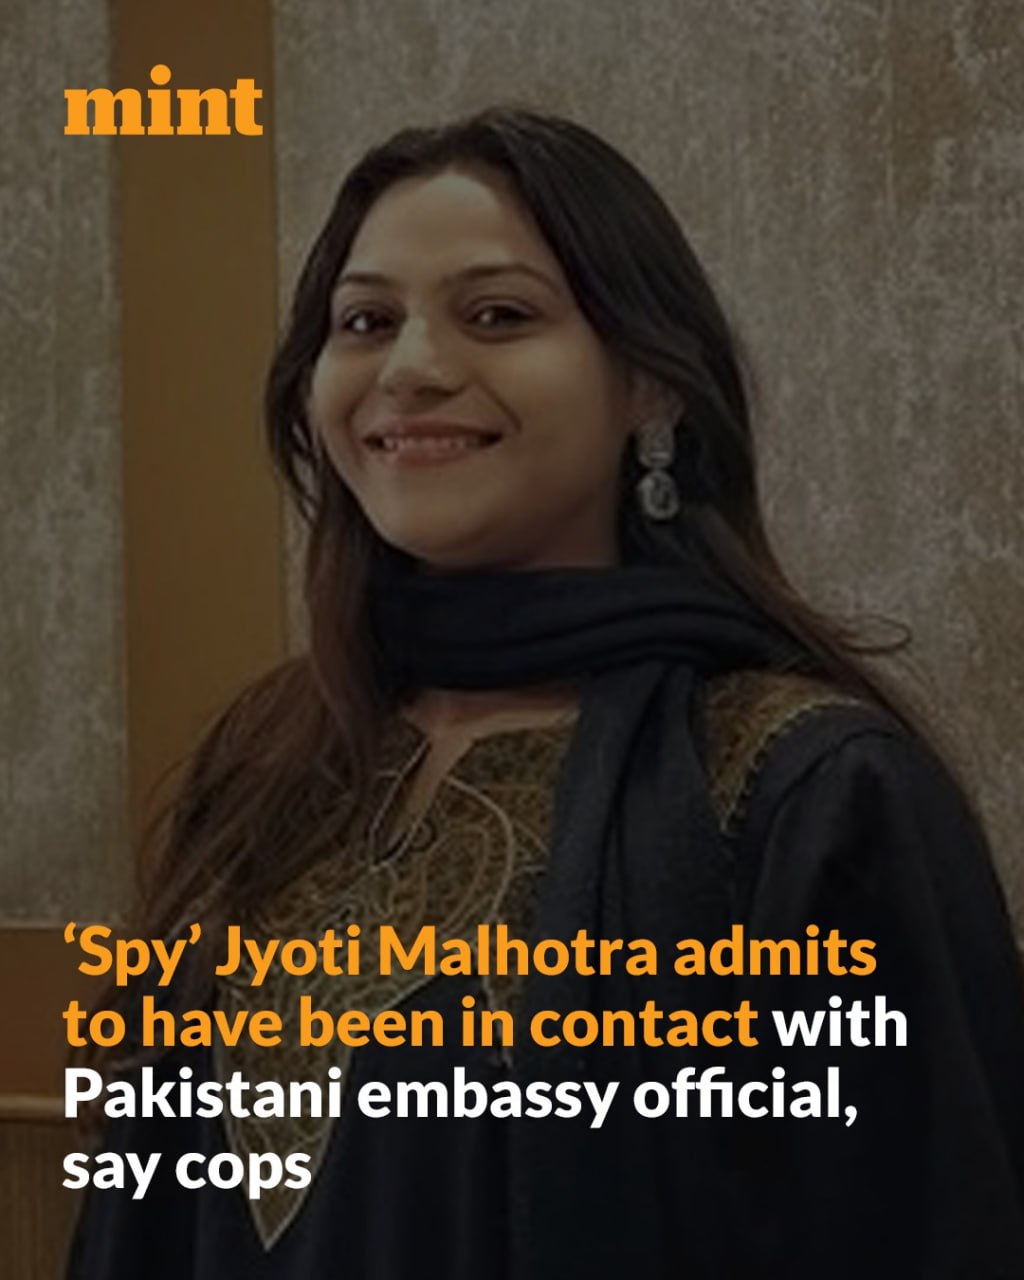 mint
‘Spy’ Jyoti Malhotra admits
to have been in contact with
Pakistani embassy official,
say cops